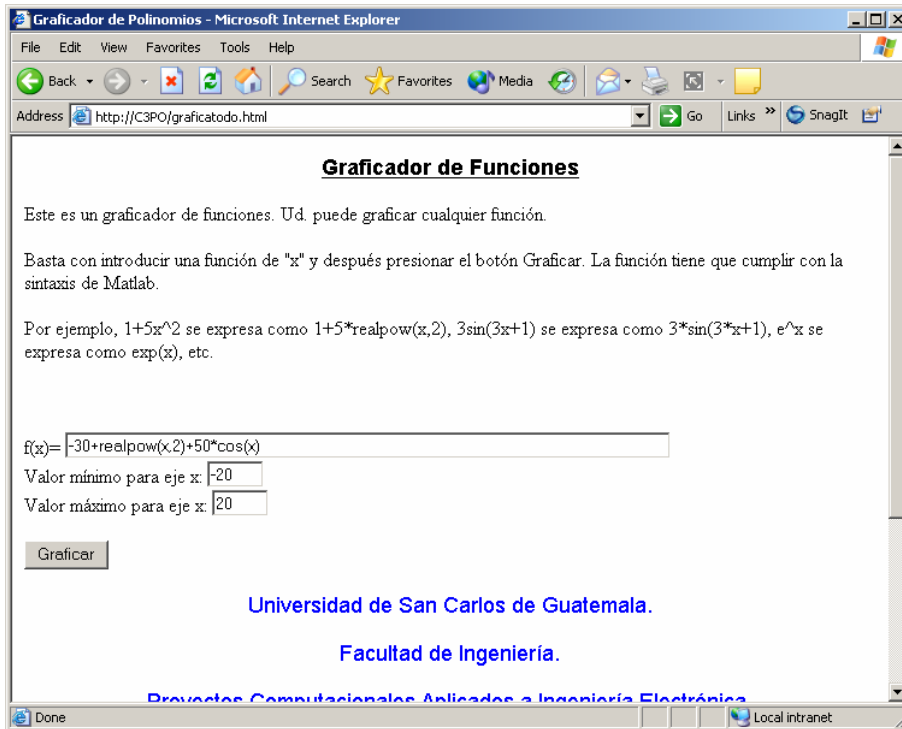 Graficador de Polinomios - Microsoft Internet Explorer
File Edit View Favorites Tools Help
Back Search Favorites Media
Address http://C3PO/graficatodo.html Go Links » SnagIt
Graficador de Funciones
Este es un graficador de funciones. Ud. puede graficar cualquier función.
Basta con introducir una función de "x" y después presionar el botón Graficar. La función tiene que cumplir con la
sintaxis de Matlab.
Por ejemplo, 1+5x^2 se expresa como 1+5*realpow(x,2), 3sin(3x+1) se expresa como 3*sin(3*x+1), e^x se
expresa como exp(x), etc.
f(x)= -30+realpow(x,2)+50*cos(x)
Valor mínimo para eje x: -20
Valor máximo para eje x: 20
Graficar
Universidad de San Carlos de Guatemala.
Facultad de Ingeniería.
Proyectos Computacionales Aplicados a Ingeniería Electrónica
Done Local intranet